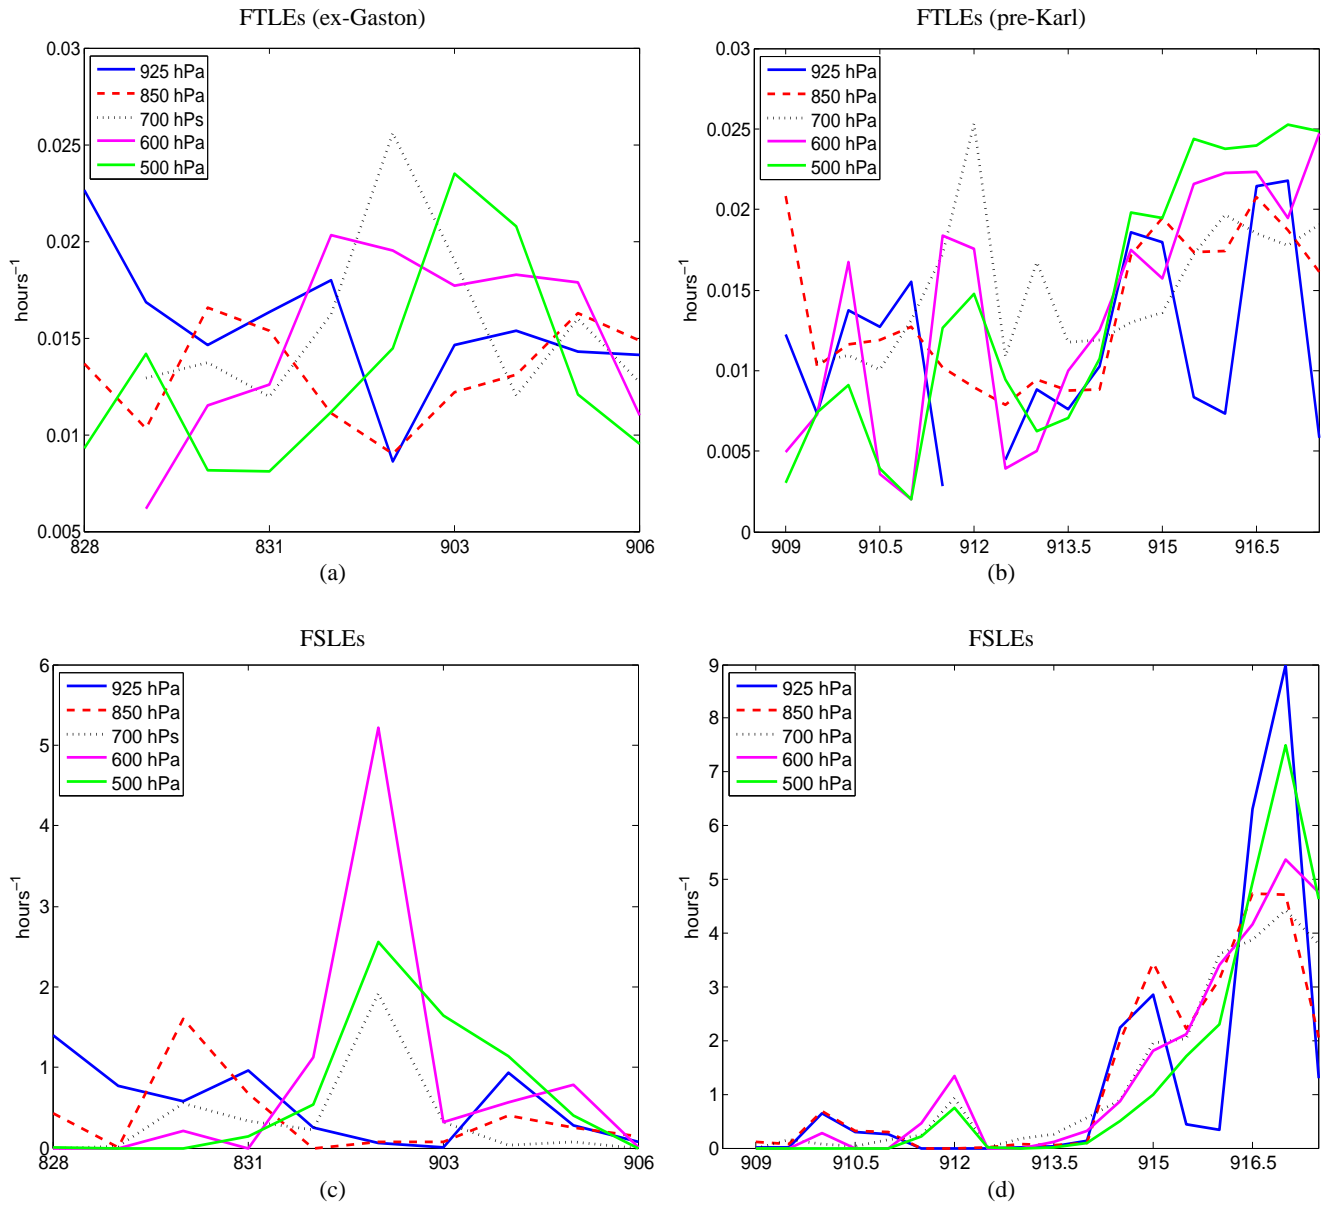 FTLEs (ex-Gaston)
0.03
0.025
0.02
0.015
0.01
0.005
hours⁻¹
925 hPa
850 hPa
700 hPs
600 hPa
500 hPa
828
831
903
906
(a)
FTLEs (pre-Karl)
0.03
0.025
0.02
0.015
0.01
0.005
0
hours⁻¹
925 hPa
850 hPa
700 hPa
600 hPa
500 hPa
909
910.5
912
913.5
915
916.5
(b)
FSLEs
6
5
4
3
2
1
0
hours⁻¹
925 hPa
850 hPa
700 hPs
600 hPa
500 hPa
828
831
903
906
(c)
FSLEs
9
8
7
6
5
4
3
2
1
0
hours⁻¹
925 hPa
850 hPa
700 hPa
600 hPa
500 hPa
909
910.5
912
913.5
915
916.5
(d)